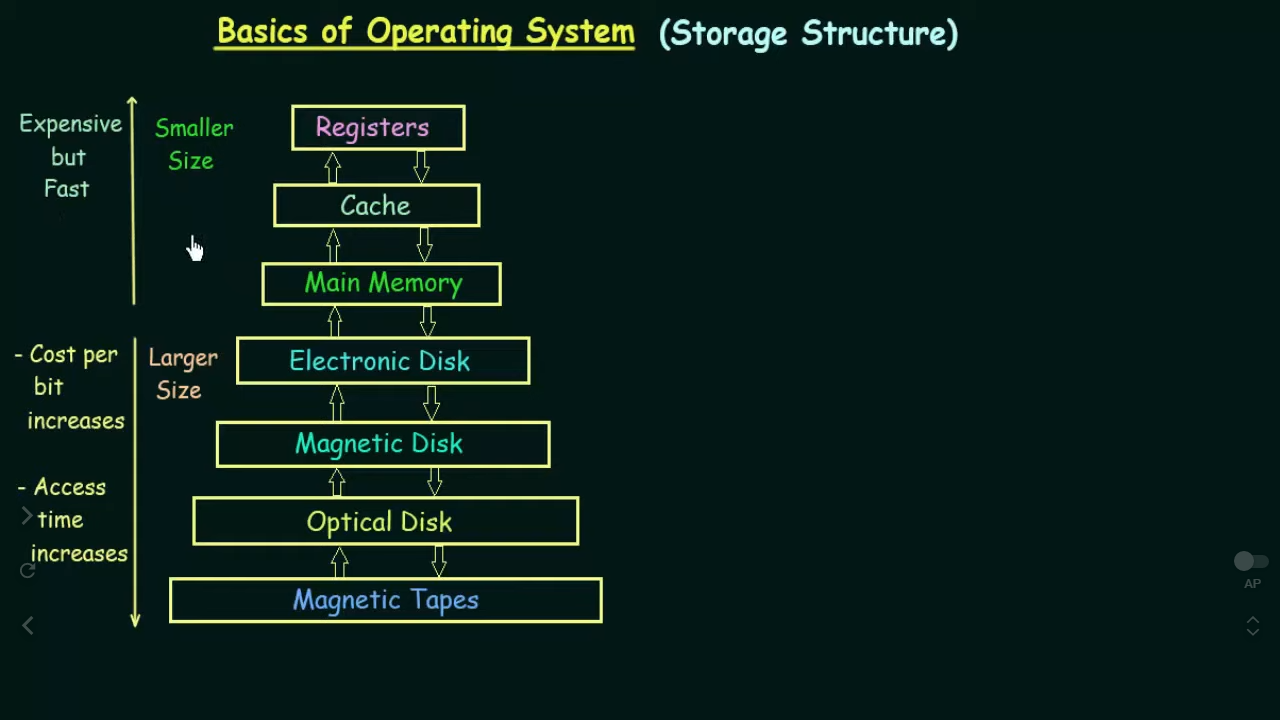 Basics of Operating System (Storage Structure)
Expensive
but
Fast
Smaller
Size
Registers
Cache
Main Memory
- Cost per
bit
increases
Larger
Size
Electronic Disk
Magnetic Disk
- Access
time
increases
Optical Disk
Magnetic Tapes
AP